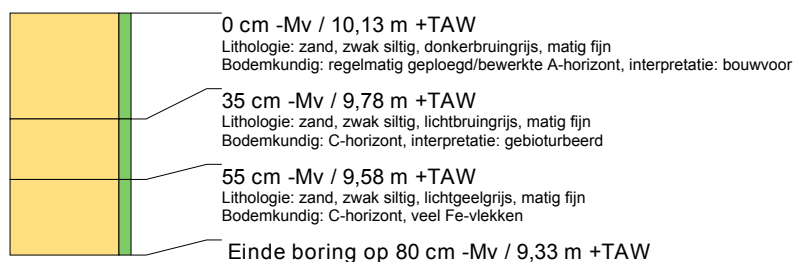 0 cm -Mv / 10,13 m +TAW
Lithologie: zand, zwak siltig, donkerbruingrijs, matig fijn
Bodemkundig: regelmatig geploegd/bewerkte A-horizont, interpretatie: bouwvoor
35 cm -Mv / 9,78 m +TAW
Lithologie: zand, zwak siltig, lichtbruingrijs, matig fijn
Bodemkundig: C-horizont, interpretatie: gebioturbeerd
55 cm -Mv / 9,58 m +TAW
Lithologie: zand, zwak siltig, lichtgeelgrijs, matig fijn
Bodemkundig: C-horizont, veel Fe-vlekken
Einde boring op 80 cm -Mv / 9,33 m +TAW